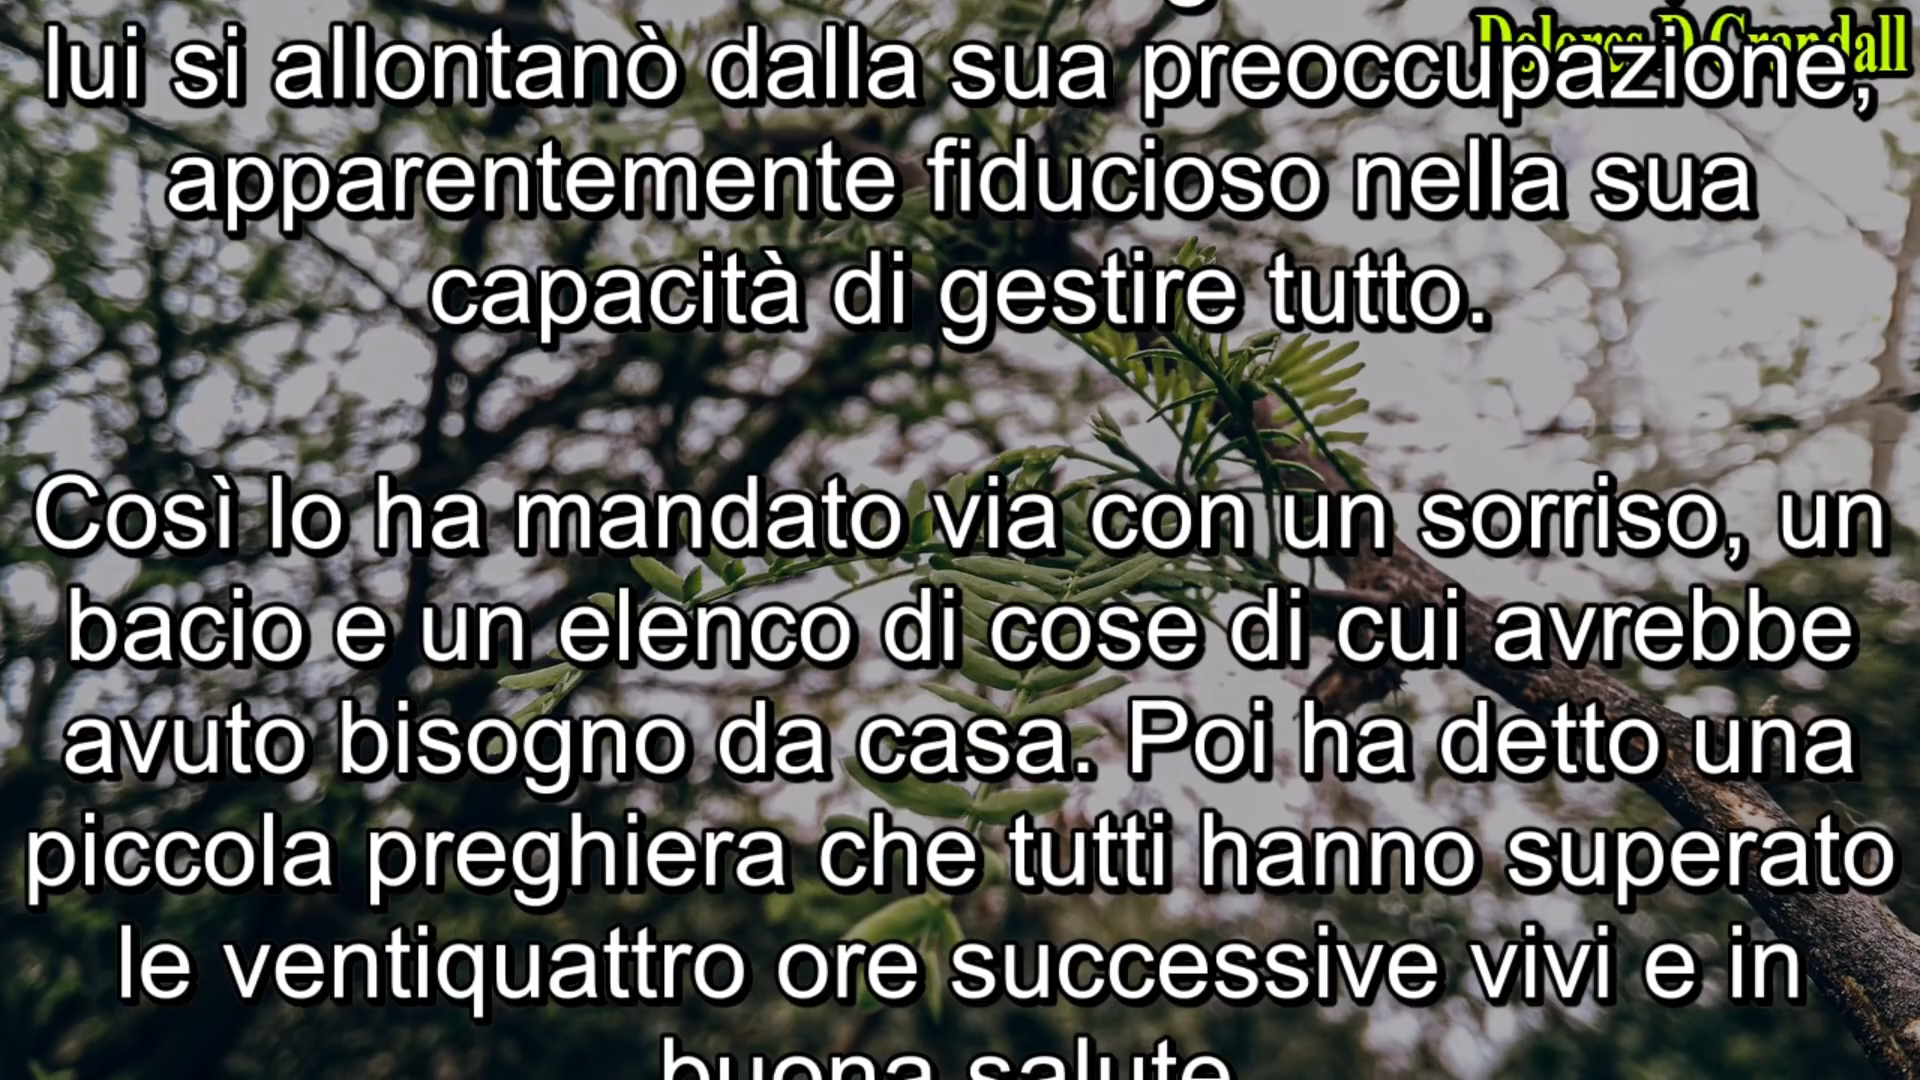 Dolores D Crandall
lui si allontanò dalla sua preoccupazione,
apparentemente fiducioso nella sua
capacità di gestire tutto.
Così lo ha mandato via con un sorriso, un
bacio e un elenco di cose di cui avrebbe
avuto bisogno da casa. Poi ha detto una
piccola preghiera che tutti hanno superato
le ventiquattro ore successive vivi e in
buona salute.